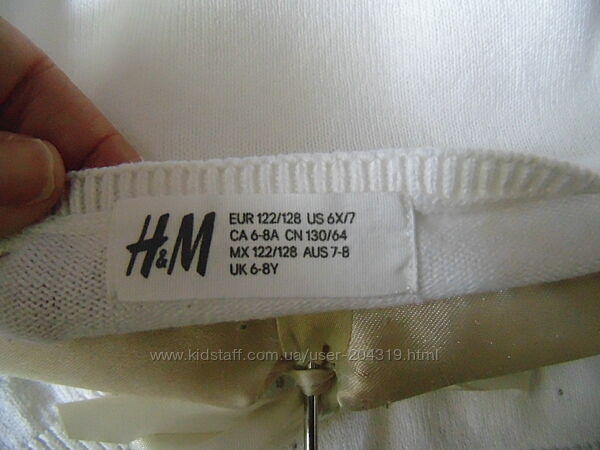 H&M
EUR 122/128 US 6X/7
CA 6-8A CN 130/64
MX 122/128 AUS 7-8
UK 6-8Y
www.kidstaff.com.ua/user-204319.html